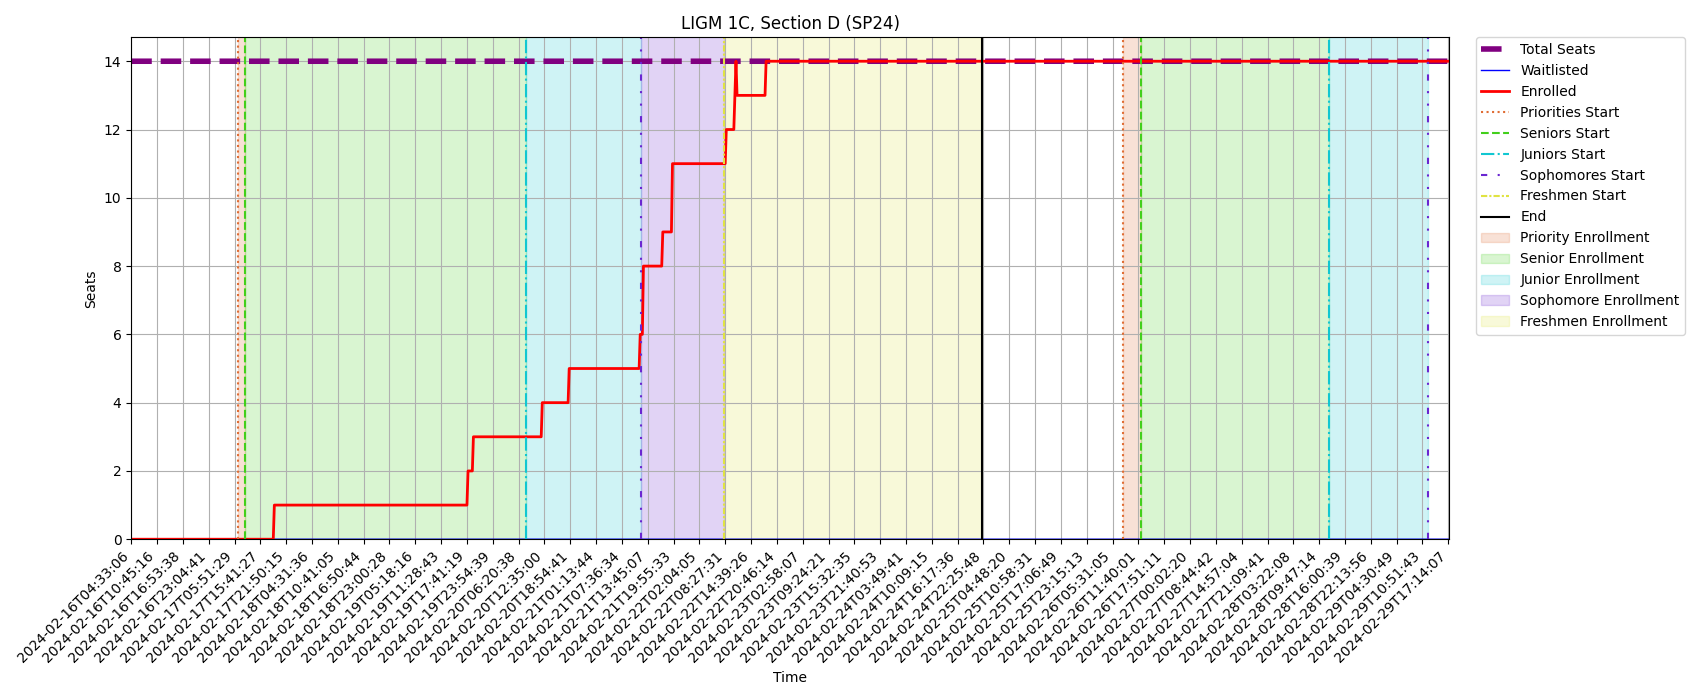 LIGM 1C, Section D (SP24)
14
12
10
8
6
4
2
0
Seats
2024-02-16T04:33:06
2024-02-16T10:45:16
2024-02-16T16:53:38
2024-02-16T23:04:41
2024-02-17T05:51:29
2024-02-17T15:41:27
2024-02-17T21:50:15
2024-02-18T04:31:36
2024-02-18T10:41:05
2024-02-18T16:50:44
2024-02-18T23:00:28
2024-02-19T05:18:16
2024-02-19T11:28:43
2024-02-19T17:41:19
2024-02-19T23:54:39
2024-02-20T06:20:38
2024-02-20T12:35:00
2024-02-20T18:54:41
2024-02-21T01:13:44
2024-02-21T07:36:34
2024-02-21T13:45:07
2024-02-21T19:55:33
2024-02-22T02:04:05
2024-02-22T08:27:31
2024-02-22T14:39:26
2024-02-22T20:46:14
2024-02-23T02:58:07
2024-02-23T09:24:21
2024-02-23T15:32:35
2024-02-23T21:40:53
2024-02-24T03:49:41
2024-02-24T10:09:15
2024-02-24T16:17:36
2024-02-24T22:25:48
2024-02-25T04:48:20
2024-02-25T10:58:31
2024-02-25T17:06:49
2024-02-25T23:15:13
2024-02-26T05:31:05
2024-02-26T11:40:01
2024-02-26T17:51:11
2024-02-27T00:02:20
2024-02-27T08:44:42
2024-02-27T14:57:04
2024-02-27T21:09:41
2024-02-28T03:22:08
2024-02-28T09:47:14
2024-02-28T16:00:39
2024-02-28T22:13:56
2024-02-29T04:30:49
2024-02-29T10:51:43
2024-02-29T17:14:07
Time
Total Seats
Waitlisted
Enrolled
Priorities Start
Seniors Start
Juniors Start
Sophomores Start
Freshmen Start
End
Priority Enrollment
Senior Enrollment
Junior Enrollment
Sophomore Enrollment
Freshmen Enrollment